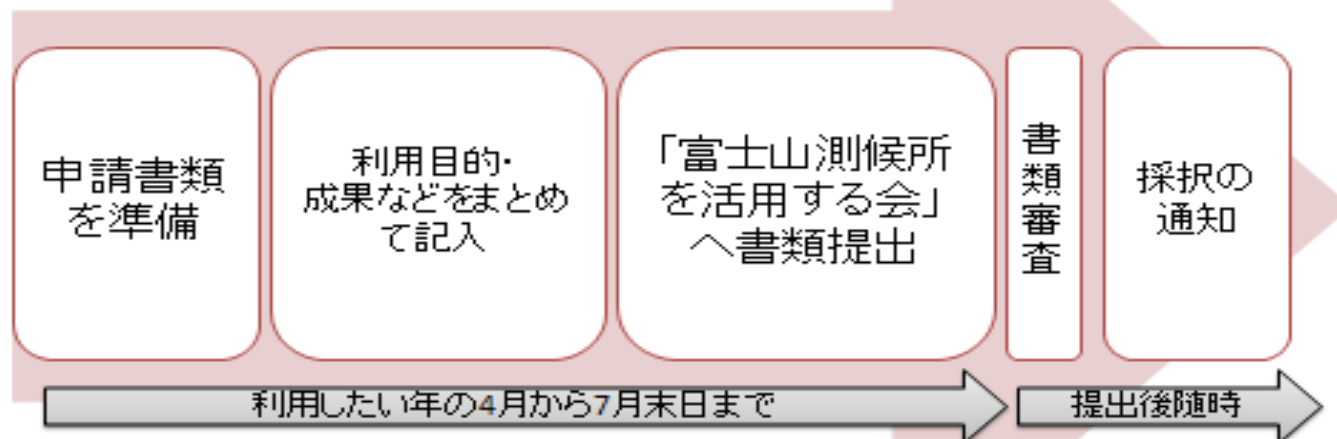 申請書類
を準備
利用目的・
成果などをまとめ
て記入
「富士山測候所
を活用する会」
へ書類提出
書類審査
採択の
通知
利用したい年の4月から7月末日まで
提出後随時